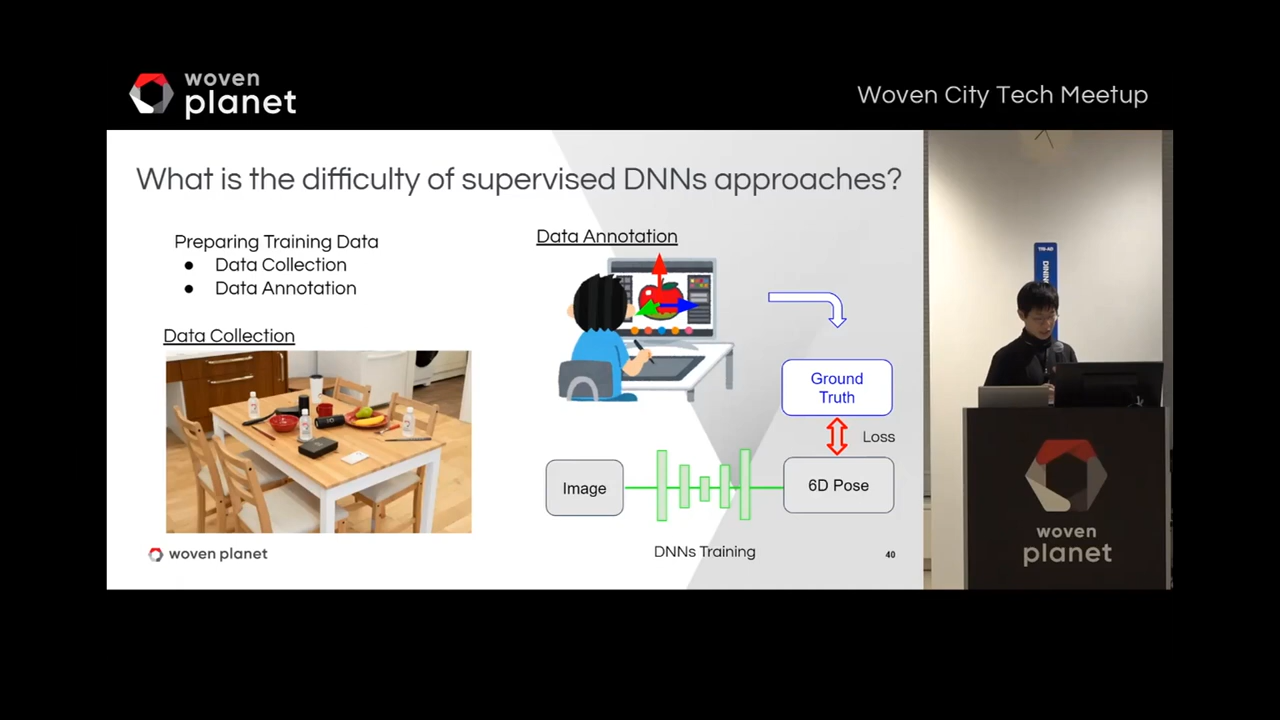 woven
planet
Woven City Tech Meetup
What is the difficulty of supervised DNNs approaches?
Preparing Training Data
● Data Collection
● Data Annotation
Data Collection
Data Annotation
Ground
Truth
Loss
Image
6D Pose
DNNs Training
woven planet
40
TRI-AD
woven
planet